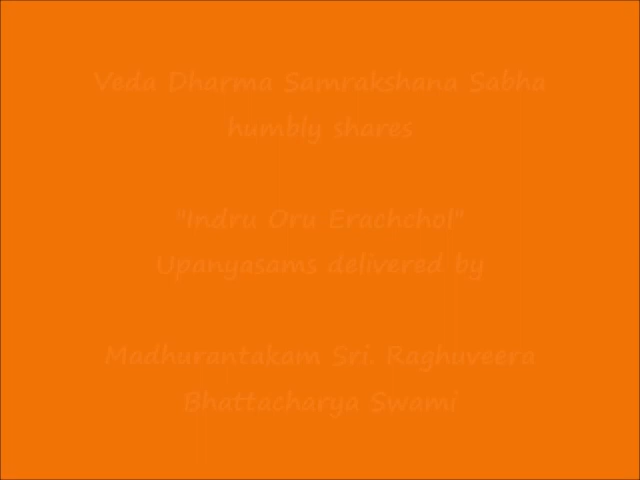 Veda Dharma Samrakshana Sabha
humbly shares
"Indru Oru Erachchol"
Upanyasams delivered by
Madhurantakam Sri. Raghuveera
Bhattacharya Swami